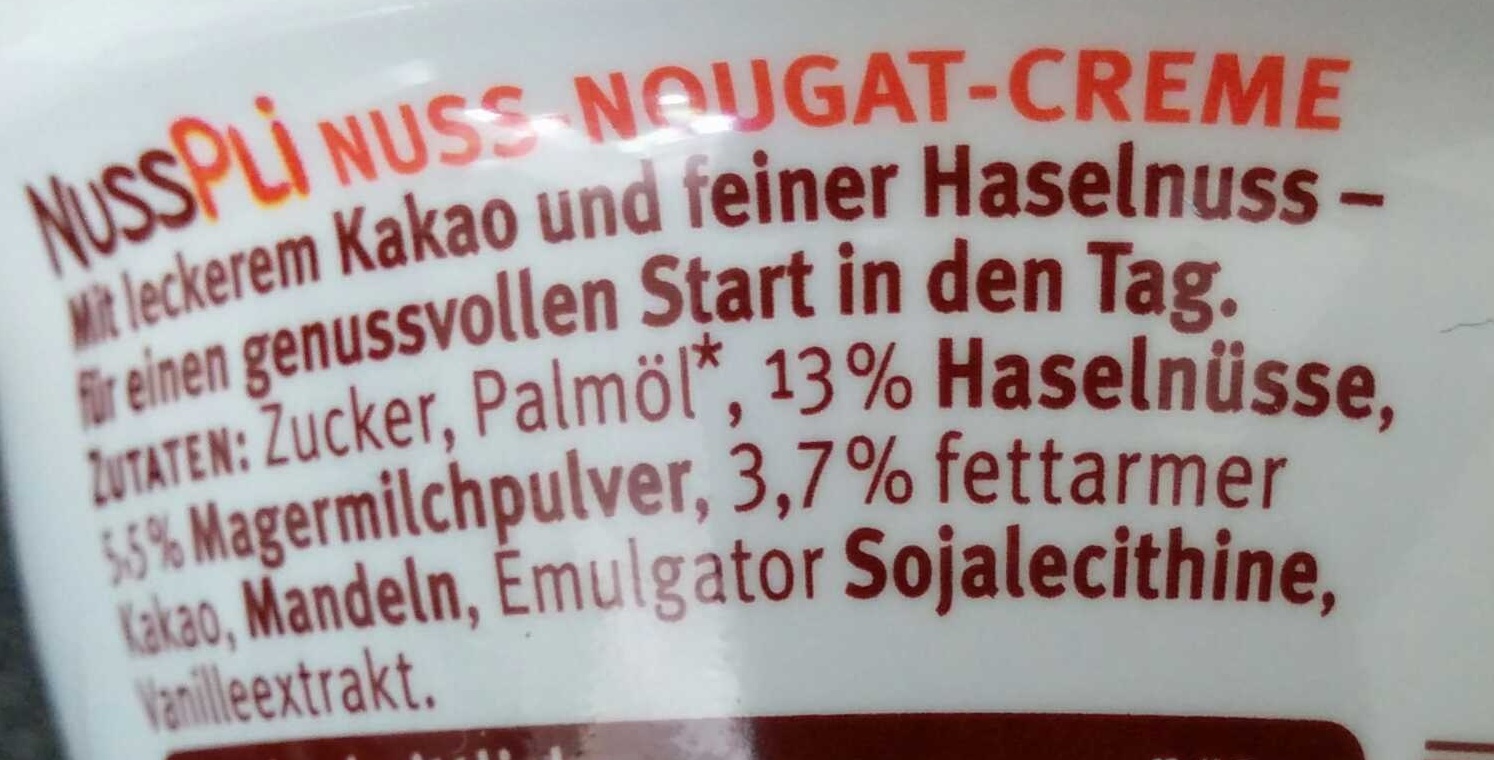 NUSSPLi NUSS-NOUGAT-CREME
Mit leckerem Kakao und feiner Haselnuss –
für einen genussvollen Start in den Tag.
ZUTATEN: Zucker, Palmöl*, 13% Haselnüsse,
5,5% Magermilchpulver, 3,7% fettarmer
Kakao, Mandeln, Emulgator Sojalecithine,
Vanilleextrakt.